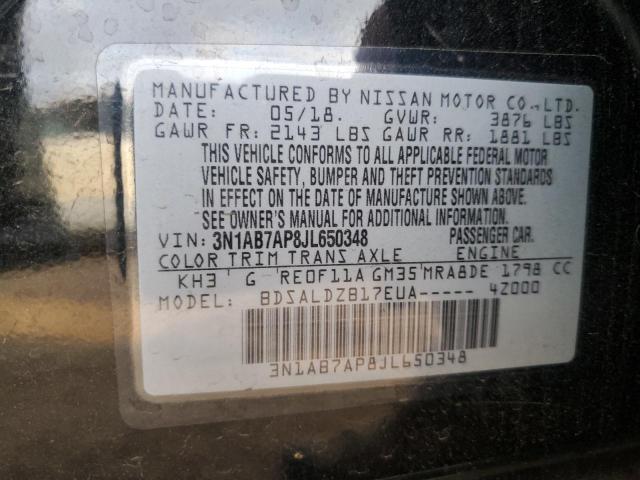 MANUFACTURED BY NISSAN MOTOR CO., LTD.
DATE: 05/18. GVWR: 3876 LBS
GAWR FR: 2143 LBS GAWR RR: 1881 LBS
THIS VEHICLE CONFORMS TO ALL APPLICABLE FEDERAL MOTOR
VEHICLE SAFETY, BUMPER AND THEFT PREVENTION STANDARDS
IN EFFECT ON THE DATE OF MANUFACTURE SHOWN ABOVE.
SEE OWNER'S MANUAL FOR ADDITIONAL INFORMATION.
VIN: 3N1AB7AP8JL650348 PASSENGER CAR.
COLOR TRIM TRANS AXLE ENGINE
KH3 ' G RE0F11A GM35 MRA8DE 1798 CC
MODEL: BDSALDZB17EUA----- 4Z000
3N1AB7AP8JL650348